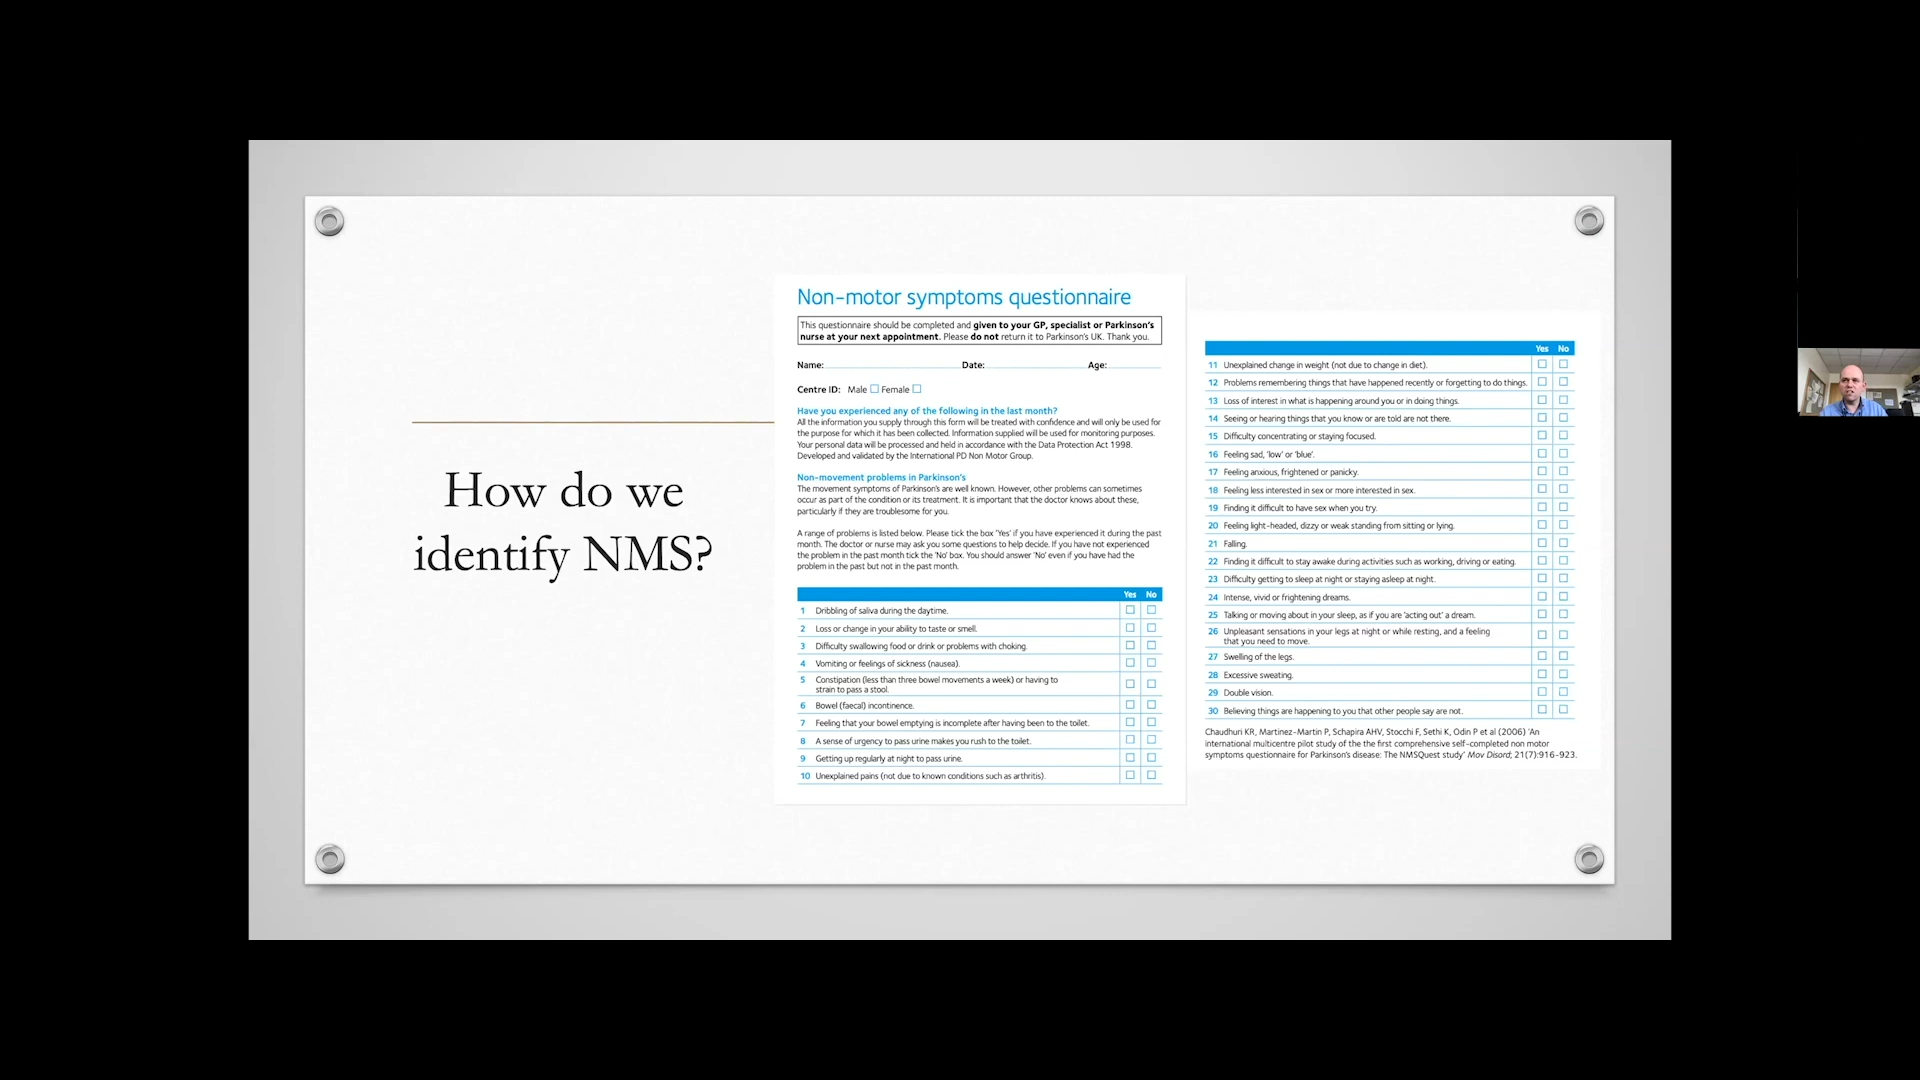 How do we
identify NMS?
Non-motor symptoms questionnaire
This questionnaire should be completed and given to your GP, specialist or Parkinson's
nurse at your next appointment. Please do not return it to Parkinson's UK. Thank you.
Name: Date: Age:
Centre ID: Male Female
Have you experienced any of the following in the last month?
All the information you supply through this form will be treated with confidence and will only be used for
the purpose for which it has been collected. Information supplied will be used for monitoring purposes.
Your personal data will be processed and held in accordance with the Data Protection Act 1998.
Developed and validated by the International PD Non Motor Group.
Non-movement problems in Parkinson's
The movement symptoms of Parkinson's are well known. However, other problems can sometimes
occur as part of the condition or its treatment. It is important that the doctor knows about these,
particularly if they are troublesome for you.
A range of problems is listed below. Please tick the box 'Yes' if you have experienced it during the past
month. The doctor or nurse may ask you some questions to help decide. If you have not experienced
the problem in the past month tick the 'No' box. You should answer 'No' even if you have had the
problem in the past but not in the past month.
Yes No
1 Dribbling of saliva during the daytime.
2 Loss or change in your ability to taste or smell.
3 Difficulty swallowing food or drink or problems with choking.
4 Vomiting or feelings of sickness (nausea).
5 Constipation (less than three bowel movements a week) or having to
strain to pass a stool.
6 Bowel (faecal) incontinence.
7 Feeling that your bowel emptying is incomplete after having been to the toilet.
8 A sense of urgency to pass urine makes you rush to the toilet.
9 Getting up regularly at night to pass urine.
10 Unexplained pains (not due to known conditions such as arthritis).
Yes No
11 Unexplained change in weight (not due to change in diet).
12 Problems remembering things that have happened recently or forgetting to do things.
13 Loss of interest in what is happening around you or in doing things.
14 Seeing or hearing things that you know or are told are not there.
15 Difficulty concentrating or staying focused.
16 Feeling sad, 'low' or 'blue'.
17 Feeling anxious, frightened or panicky.
18 Feeling less interested in sex or more interested in sex.
19 Finding it difficult to have sex when you try.
20 Feeling light-headed, dizzy or weak standing from sitting or lying.
21 Falling.
22 Finding it difficult to stay awake during activities such as working, driving or eating.
23 Difficulty getting to sleep at night or staying asleep at night.
24 Intense, vivid or frightening dreams.
25 Talking or moving about in your sleep, as if you are 'acting out' a dream.
26 Unpleasant sensations in your legs at night or while resting, and a feeling
that you need to move.
27 Swelling of the legs.
28 Excessive sweating.
29 Double vision.
30 Believing things are happening to you that other people say are not.
Chaudhuri KR, Martinez-Martin P, Schapira AHV, Stocchi F, Sethi K, Odin P et al (2006) 'An
international multicentre pilot study of the the first comprehensive self-completed non motor
symptoms questionnaire for Parkinson's disease: The NMSQuest study' Mov Disord; 21(7):916-923.